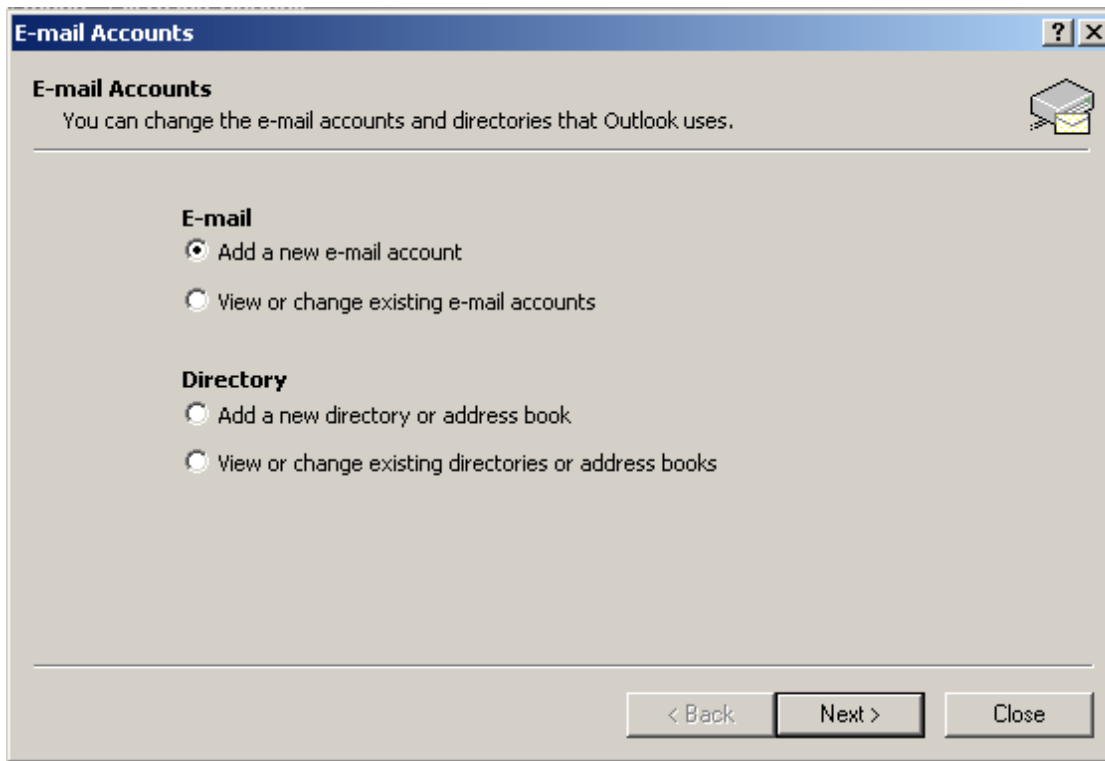 E-mail Accounts
E-mail Accounts
You can change the e-mail accounts and directories that Outlook uses.
E-mail
Add a new e-mail account
View or change existing e-mail accounts
Directory
Add a new directory or address book
View or change existing directories or address books
< Back
Next >
Close